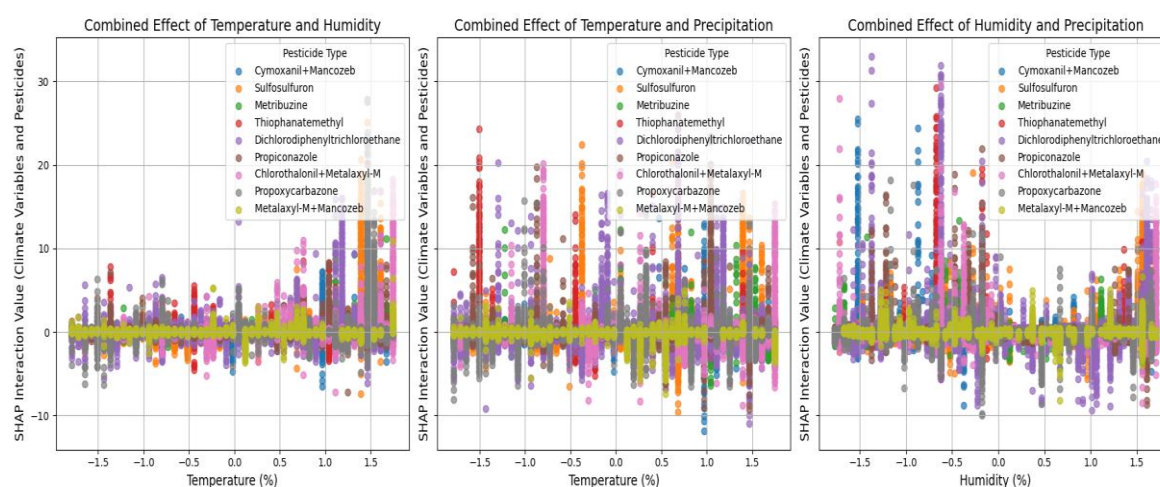 Combined Effect of Temperature and Humidity
SHAP Interaction Value (Climate Variables and Pesticides)
30
20
10
0
−10
Pesticide Type
Cymoxanil+Mancozeb
Sulfosulfuron
Metribuzine
Thiophanatemethyl
Dichlorodiphenyltrichloroethane
Propiconazole
Chlorothalonil+Metalaxyl-M
Propoxycarbazone
Metalaxyl-M+Mancozeb
−1.5 −1.0 −0.5 0.0 0.5 1.0 1.5
Temperature (%)
Combined Effect of Temperature and Precipitation
SHAP Interaction Value (Climate Variables and Pesticides)
Pesticide Type
Cymoxanil+Mancozeb
Sulfosulfuron
Metribuzine
Thiophanatemethyl
Dichlorodiphenyltrichloroethane
Propiconazole
Chlorothalonil+Metalaxyl-M
Propoxycarbazone
Metalaxyl-M+Mancozeb
−1.5 −1.0 −0.5 0.0 0.5 1.0 1.5
Temperature (%)
Combined Effect of Humidity and Precipitation
SHAP Interaction Value (Climate Variables and Pesticides)
Pesticide Type
Cymoxanil+Mancozeb
Sulfosulfuron
Metribuzine
Thiophanatemethyl
Dichlorodiphenyltrichloroethane
Propiconazole
Chlorothalonil+Metalaxyl-M
Propoxycarbazone
Metalaxyl-M+Mancozeb
−1.5 −1.0 −0.5 0.0 0.5 1.0 1.5
Humidity (%)